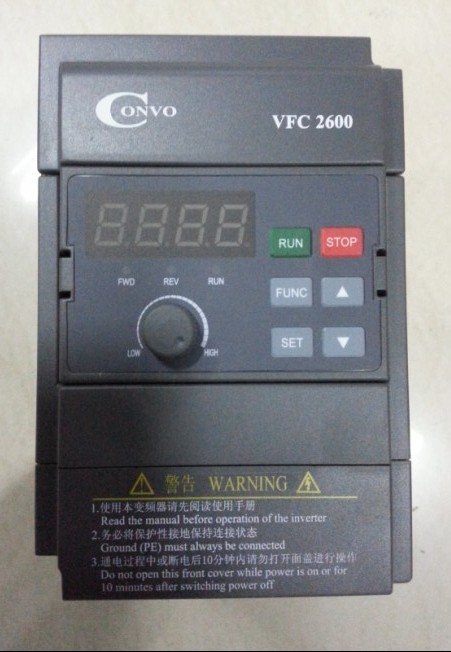 CONVO
VFC 2600
8.8.8.8.
RUN STOP
FWD REV RUN
FUNC ▲
LOW HIGH
SET ▼
警告 WARNING
1.使用本变频器请先阅读使用手册
Read the manual before operation of the inverter
2.务必将保护性接地保持连接状态
Ground (PE) must always be connected
3.通电过程中或断电后10分钟内请勿打开面盖进行操作
Do not open this front cover while power is on or for
10 minutes after switching power off